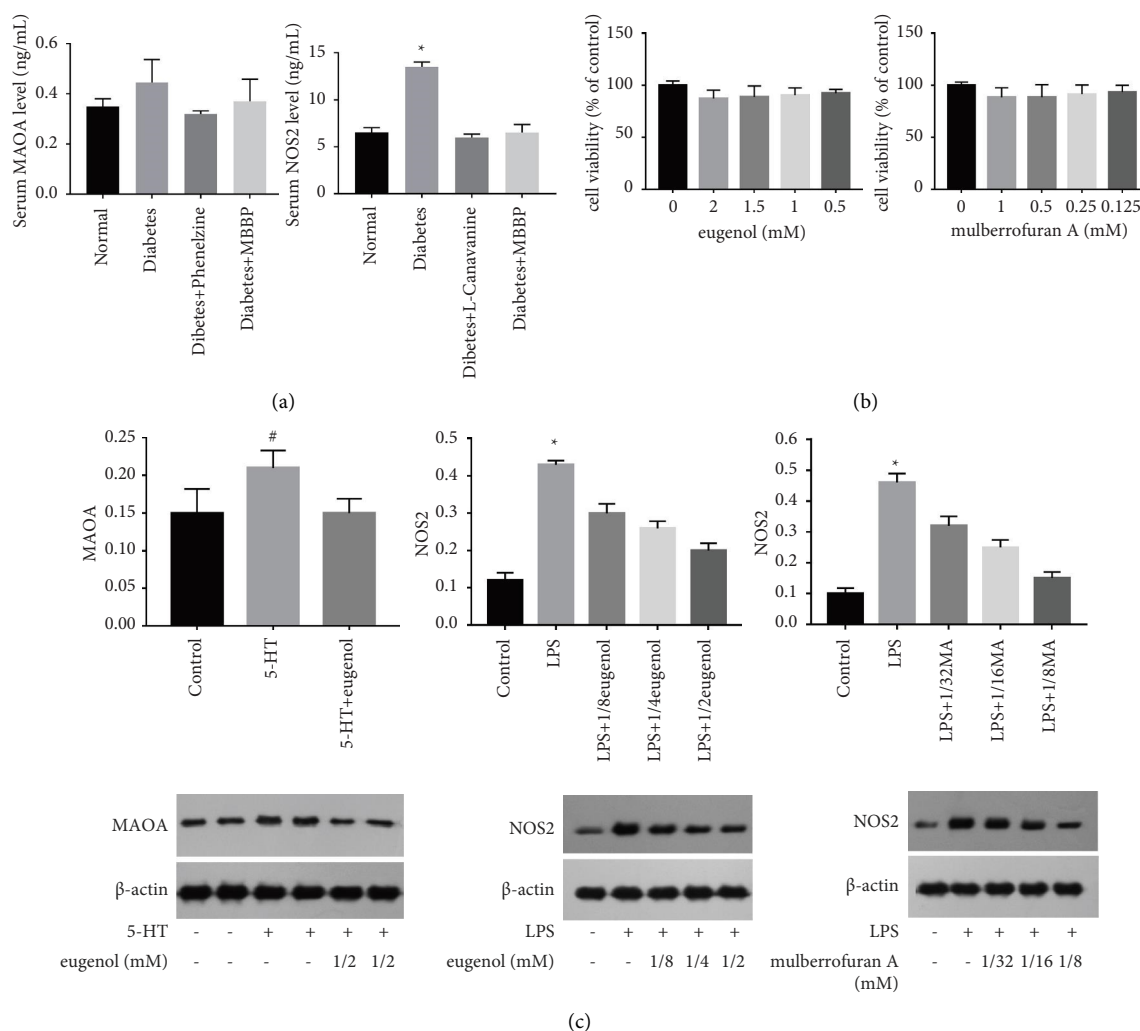 Serum MAOA level (ng/mL)
0.6
0.4
0.2
0.0
Normal
Diabetes
Dibetes+Phenelzine
Diabetes+MBBP
Serum NOS2 level (ng/mL)
15
10
5
0
*
Normal
Diabetes
Dibetes+L-Canavanine
Diabetes+MBBP
(a)
cell viability (% of control)
150
100
50
0
0 2 1.5 1 0.5
eugenol (mM)
cell viability (% of control)
150
100
50
0
0 1 0.5 0.25 0.125
mulberrofuran A (mM)
(b)
MAOA
0.25
0.20
0.15
0.10
0.05
0.00
#
Control
5-HT
5-HT+eugenol
NOS2
0.5
0.4
0.3
0.2
0.1
0.0
*
Control
LPS
LPS+1/8eugenol
LPS+1/4eugenol
LPS+1/2eugenol
NOS2
0.6
0.5
0.4
0.3
0.2
0.1
0.0
*
Control
LPS
LPS+1/32MA
LPS+1/16MA
LPS+1/8MA
MAOA
β-actin
5-HT - - + + + +
eugenol (mM) - - - - 1/2 1/2
NOS2
β-actin
LPS - + + + +
eugenol (mM) - - 1/8 1/4 1/2
NOS2
β-actin
LPS - + + + +
mulberrofuran A - - 1/32 1/16 1/8
(mM)
(c)